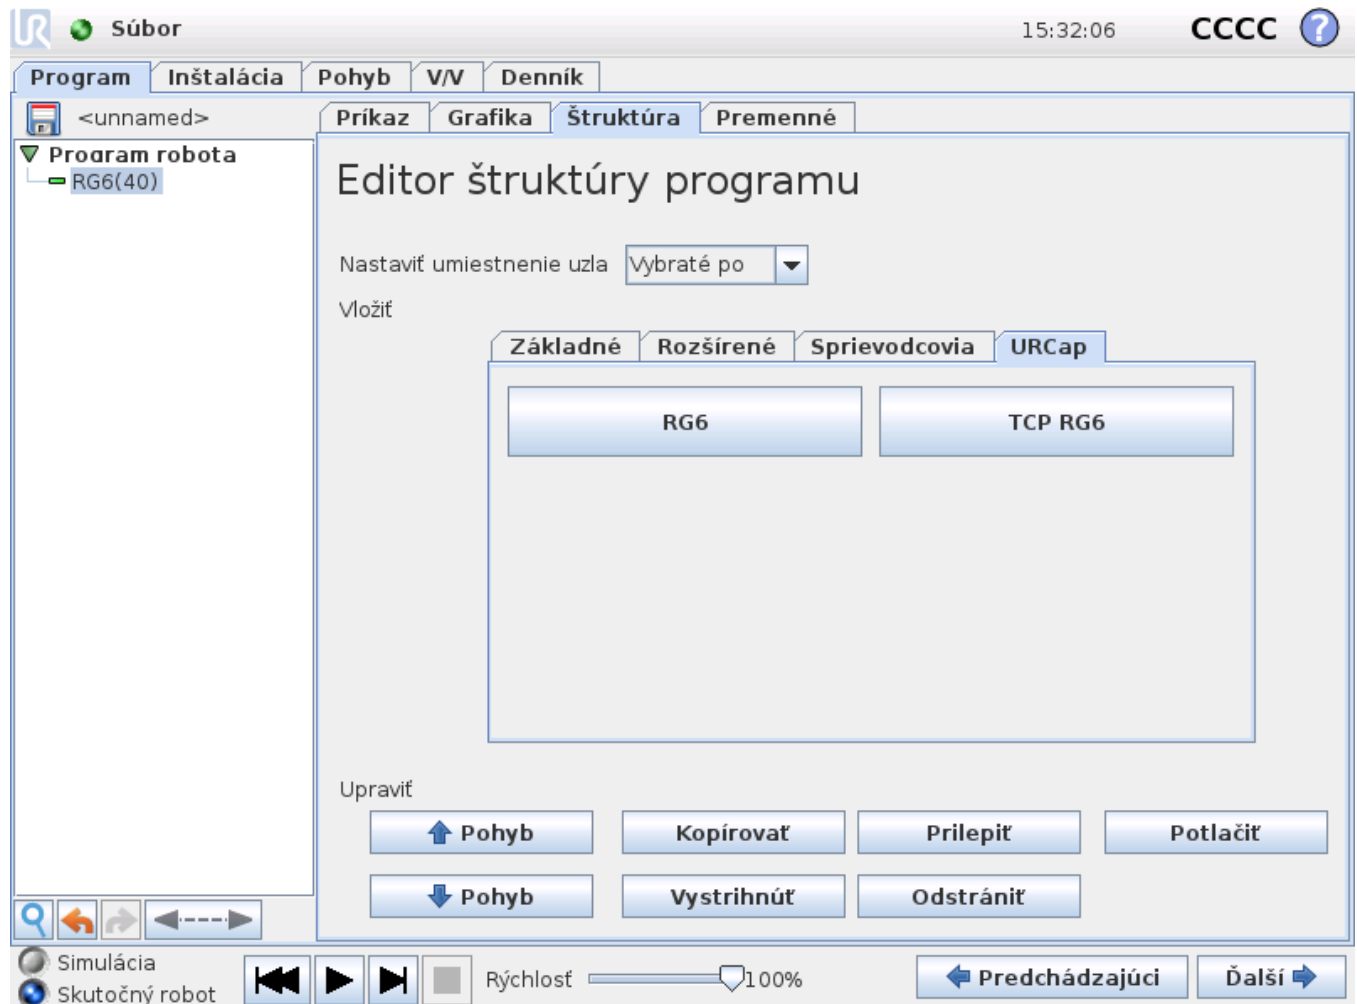 Súbor 15:32:06 CCCC ?
Program Inštalácia Pohyb V/V Denník
<unnamed> Príkaz Grafika Štruktúra Premenné
Program robota
RG6(40)
Editor štruktúry programu
Nastaviť umiestnenie uzla Vybraté po
Vložiť
Základné Rozšírené Sprievodcovia URCap
RG6 TCP RG6
Upraviť
Pohyb Kopírovať Prilepiť Potlačiť
Pohyb Vystrihnúť Odstrániť
Simulácia
Skutočný robot
Rýchlosť 100% Predchádzajúci Ďalší